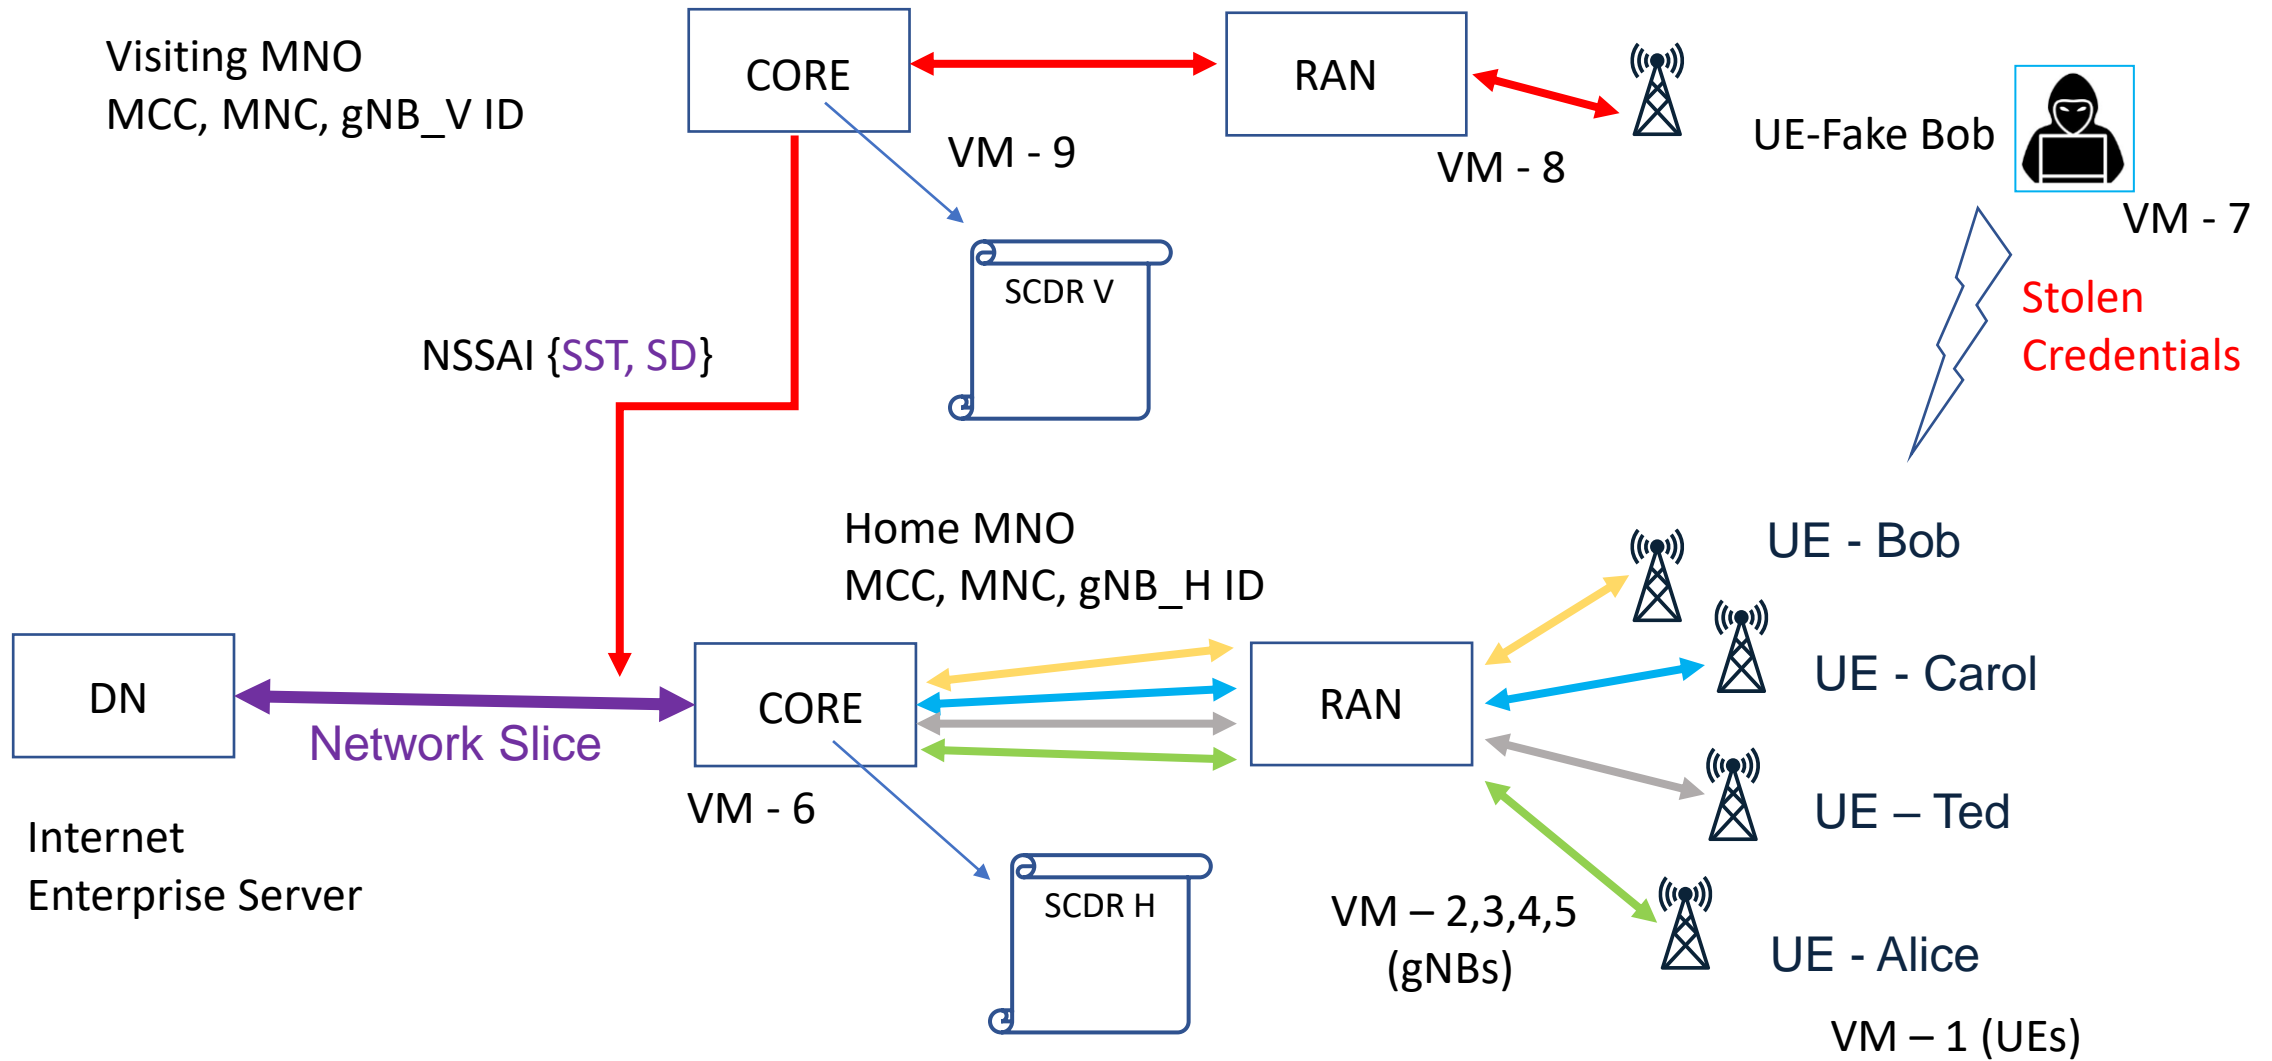 Visiting MNO
MCC, MNC, gNB_V ID
CORE
RAN
VM - 9
VM - 8
UE-Fake Bob
VM - 7
SCDR V
Stolen
Credentials
NSSAI {SST, SD}
Home MNO
MCC, MNC, gNB_H ID
UE - Bob
DN
Network Slice
CORE
RAN
UE - Carol
VM - 6
UE – Ted
Internet
Enterprise Server
SCDR H
VM – 2,3,4,5
(gNBs)
UE - Alice
VM – 1 (UEs)